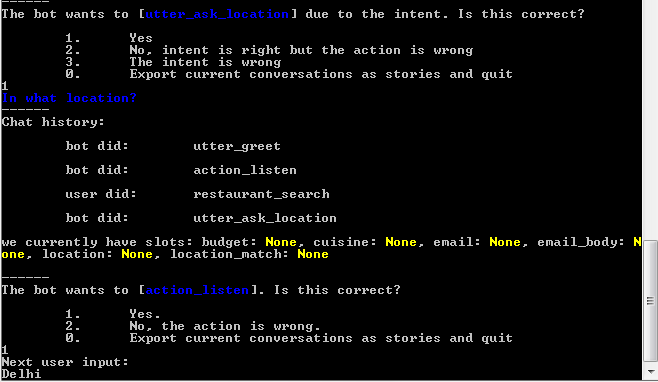 ------
The bot wants to [utter_ask_location] due to the intent. Is this correct?
1. Yes
2. No, intent is right but the action is wrong
3. The intent is wrong
0. Export current conversations as stories and quit
1
In what location?
------
Chat history:
bot did: utter_greet
bot did: action_listen
user did: restaurant_search
bot did: utter_ask_location
we currently have slots: budget: None, cuisine: None, email: None, email_body: N
one, location: None, location_match: None
------
The bot wants to [action_listen]. Is this correct?
1. Yes.
2. No, the action is wrong.
0. Export current conversations as stories and quit
1
Next user input:
Delhi